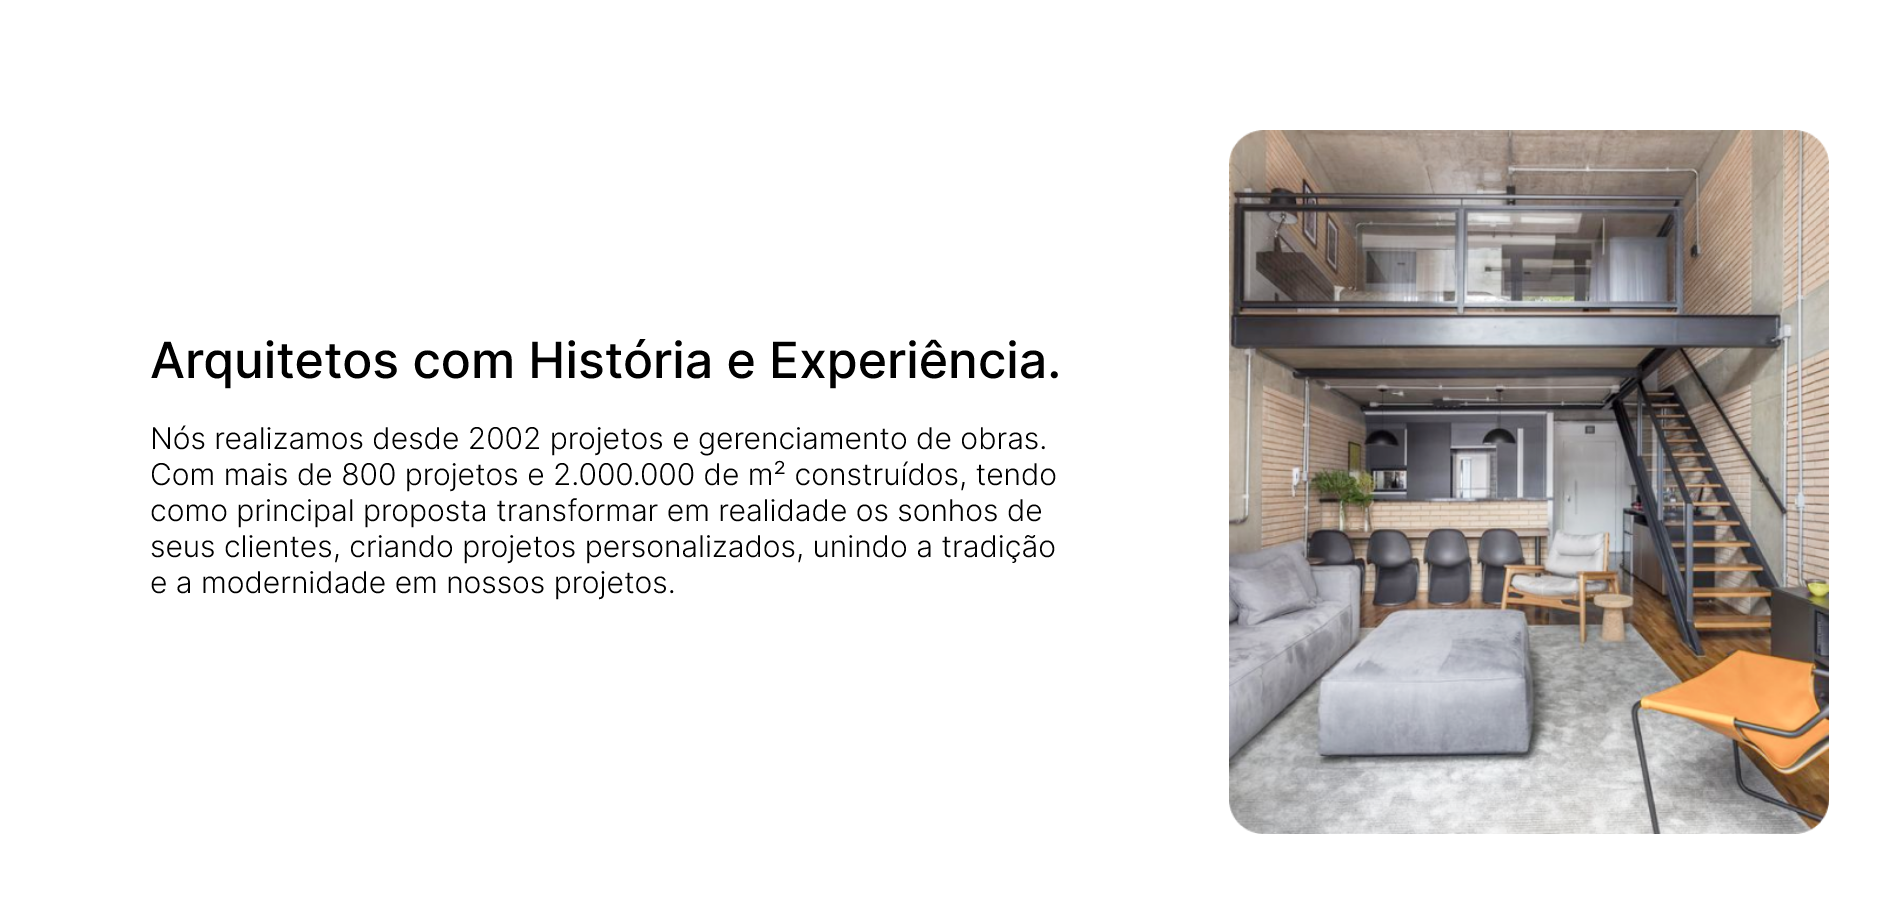 Arquitetos com História e Experiência.
Nós realizamos desde 2002 projetos e gerenciamento de obras.
Com mais de 800 projetos e 2.000.000 de m² construídos, tendo
como principal proposta transformar em realidade os sonhos de
seus clientes, criando projetos personalizados, unindo a tradição
e a modernidade em nossos projetos.